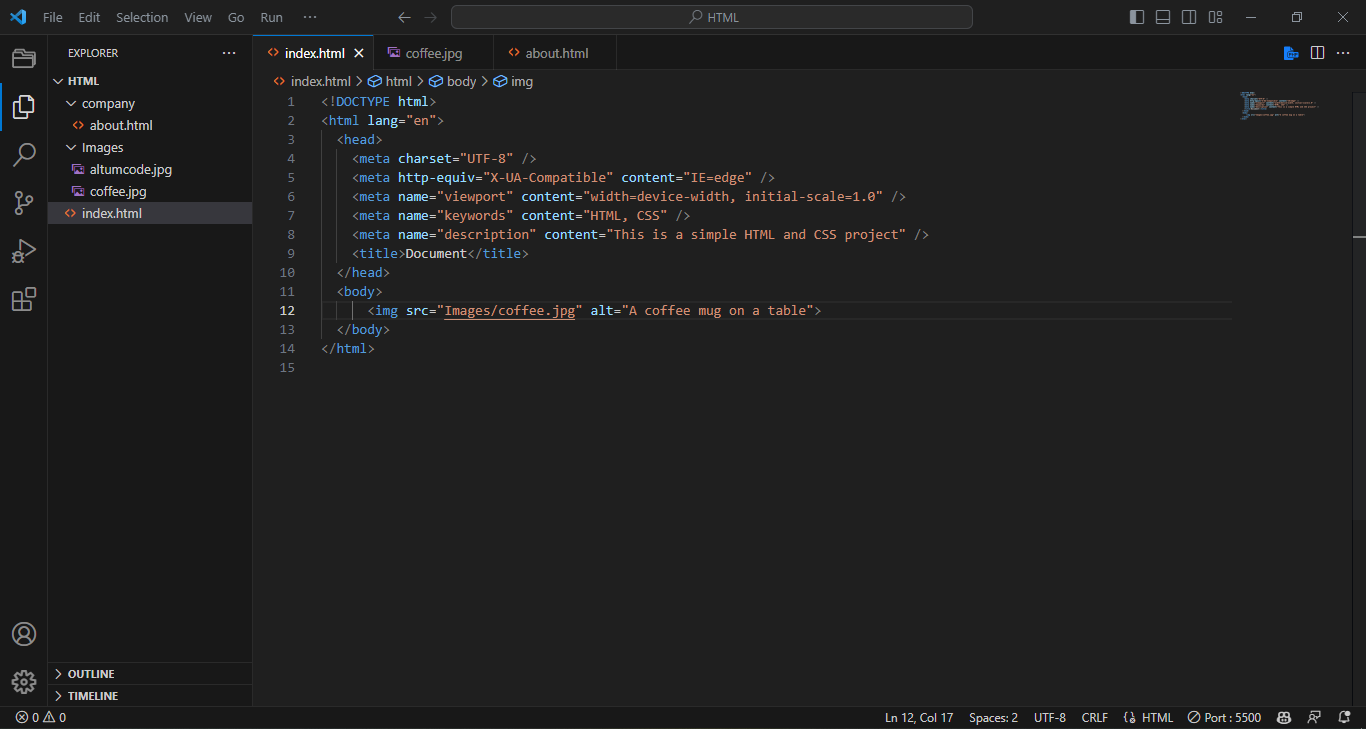 File Edit Selection View Go Run ··· HTML
EXPLORER ···
HTML
company
about.html
Images
altumcode.jpg
coffee.jpg
index.html
OUTLINE
TIMELINE
index.html coffee.jpg about.html
index.html > html > body > img
1 <!DOCTYPE html>
2 <html lang="en">
3 <head>
4 <meta charset="UTF-8" />
5 <meta http-equiv="X-UA-Compatible" content="IE=edge" />
6 <meta name="viewport" content="width=device-width, initial-scale=1.0" />
7 <meta name="keywords" content="HTML, CSS" />
8 <meta name="description" content="This is a simple HTML and CSS project" />
9 <title>Document</title>
10 </head>
11 <body>
12 <img src="Images/coffee.jpg" alt="A coffee mug on a table">
13 </body>
14 </html>
15
0 0 Ln 12, Col 17 Spaces: 2 UTF-8 CRLF HTML Port : 5500